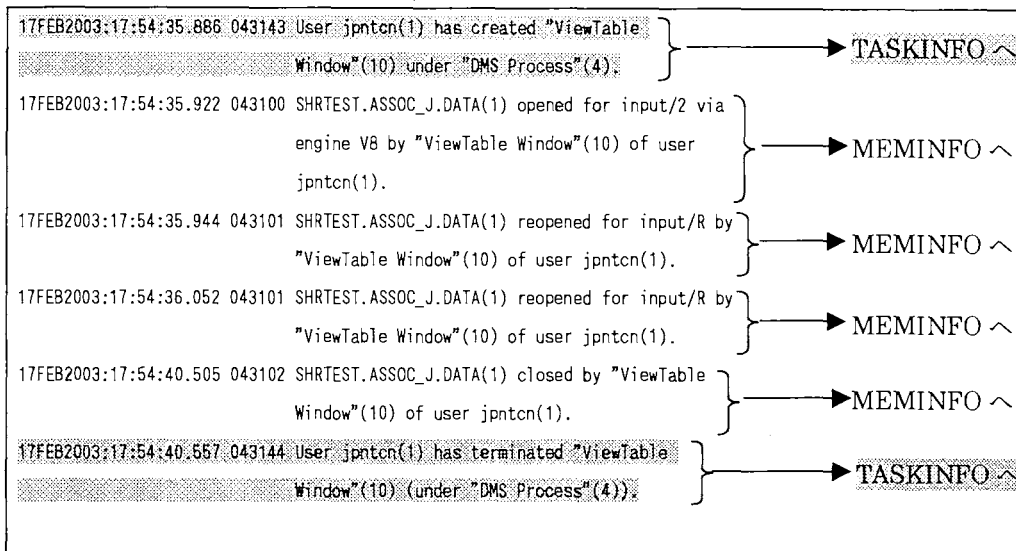 17FEB2003:17:54:35.886 043143 User jpntcn(1) has created "ViewTable
Window"(10) under "DMS Process"(4).
TASKINFO へ
17FEB2003:17:54:35.922 043100 SHRTEST.ASSOC_J.DATA(1) opened for input/2 via
engine V8 by "ViewTable Window"(10) of user
jpntcn(1).
MEMINFO へ
17FEB2003:17:54:35.944 043101 SHRTEST.ASSOC_J.DATA(1) reopened for input/R by
"ViewTable Window"(10) of user jpntcn(1).
MEMINFO へ
17FEB2003:17:54:36.052 043101 SHRTEST.ASSOC_J.DATA(1) reopened for input/R by
"ViewTable Window"(10) of user jpntcn(1).
MEMINFO へ
17FEB2003:17:54:40.505 043102 SHRTEST.ASSOC_J.DATA(1) closed by "ViewTable
Window"(10) of user jpntcn(1).
MEMINFO へ
17FEB2003:17:54:40.557 043144 User jpntcn(1) has terminated "ViewTable
Window"(10) (under "DMS Process"(4)).
TASKINFO へ